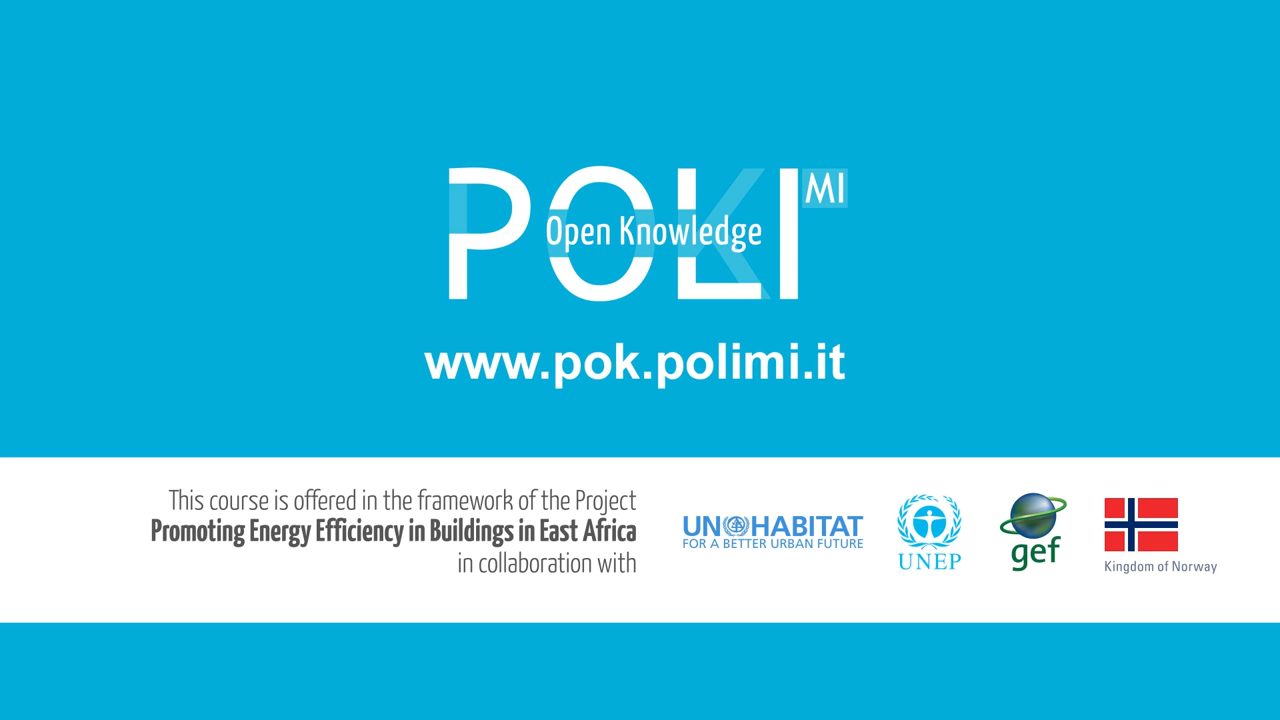 POLI MI
Open Knowledge
www.pok.polimi.it
This course is offered in the framework of the Project
Promoting Energy Efficiency in Buildings in East Africa
in collaboration with
UN HABITAT
FOR A BETTER URBAN FUTURE
UNEP
gef
Kingdom of Norway